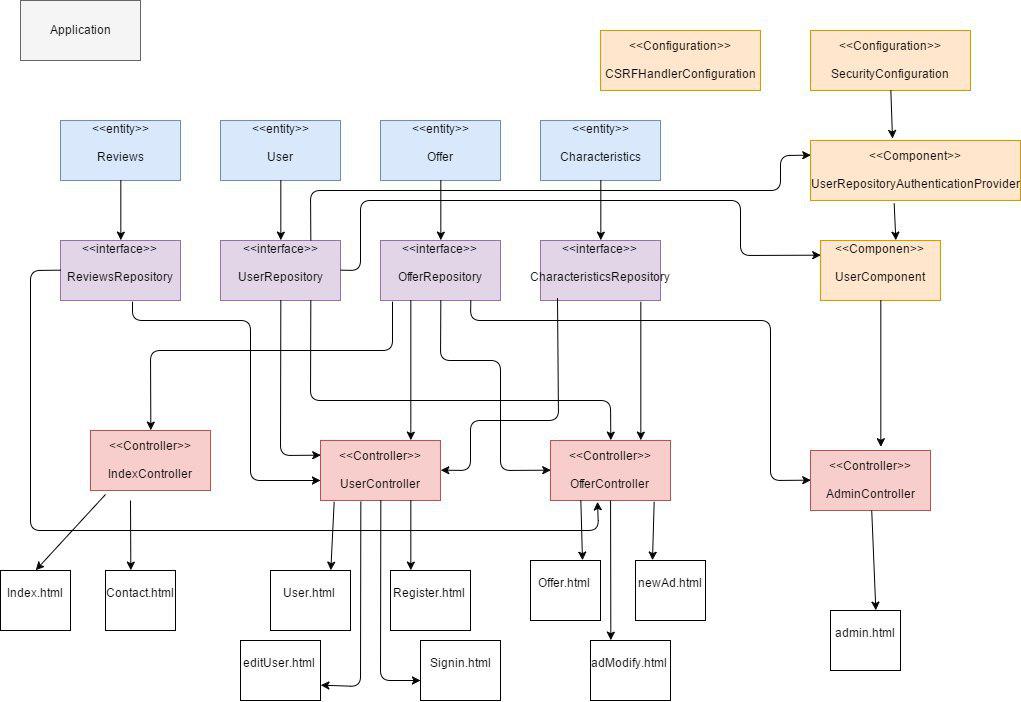 Application
<<Configuration>>
CSRFHandlerConfiguration
<<Configuration>>
SecurityConfiguration
<<entity>>
Reviews
<<entity>>
User
<<entity>>
Offer
<<entity>>
Characteristics
<<Component>>
UserRepositoryAuthenticationProvider
<<interface>>
ReviewsRepository
<<interface>>
UserRepository
<<interface>>
OfferRepository
<<interface>>
CharacteristicsRepository
<<Componen>>
UserComponent
<<Controller>>
IndexController
<<Controller>>
UserController
<<Controller>>
OfferController
<<Controller>>
AdminController
Index.html
Contact.html
User.html
Register.html
Offer.html
newAd.html
admin.html
editUser.html
Signin.html
adModify.html